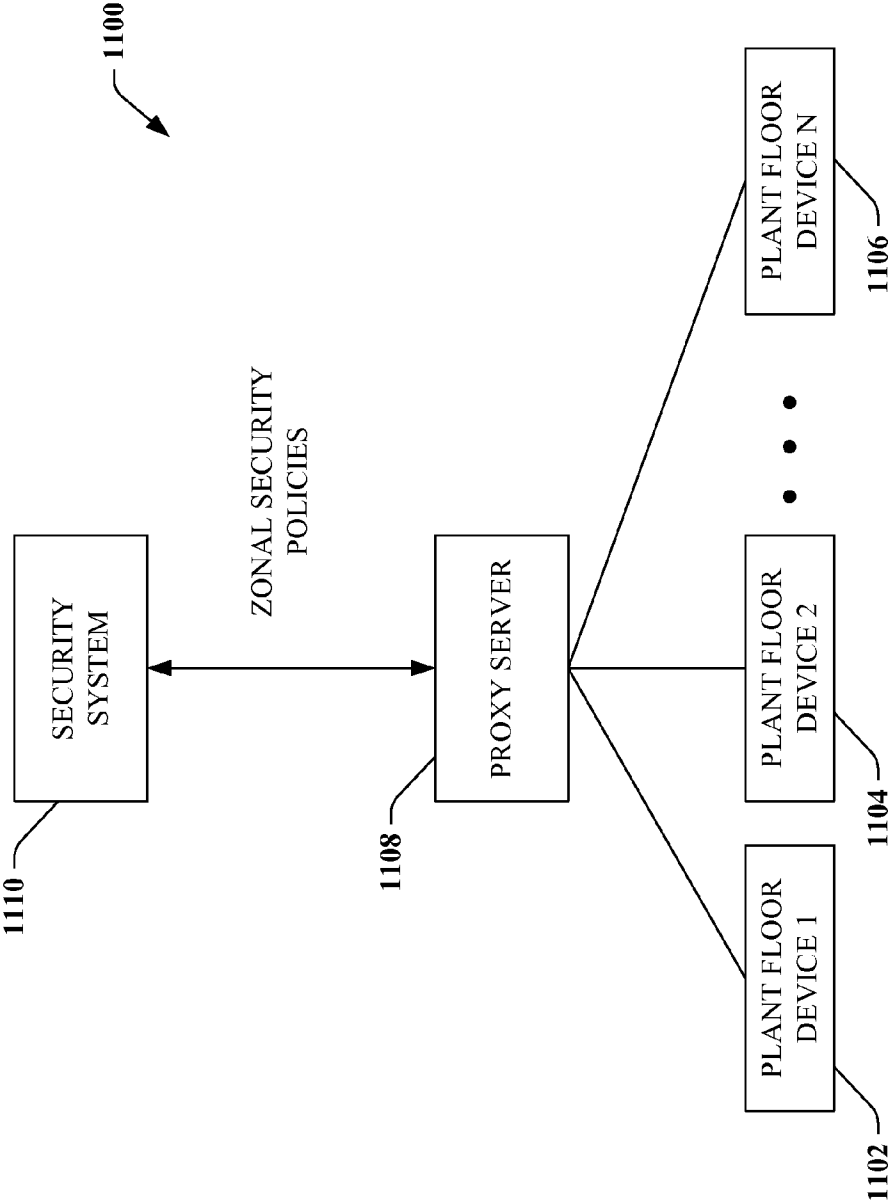 1100
SECURITY
SYSTEM
1110
ZONAL SECURITY
POLICIES
PROXY SERVER
1108
PLANT FLOOR
DEVICE 1
1102
PLANT FLOOR
DEVICE 2
1104
PLANT FLOOR
DEVICE N
1106